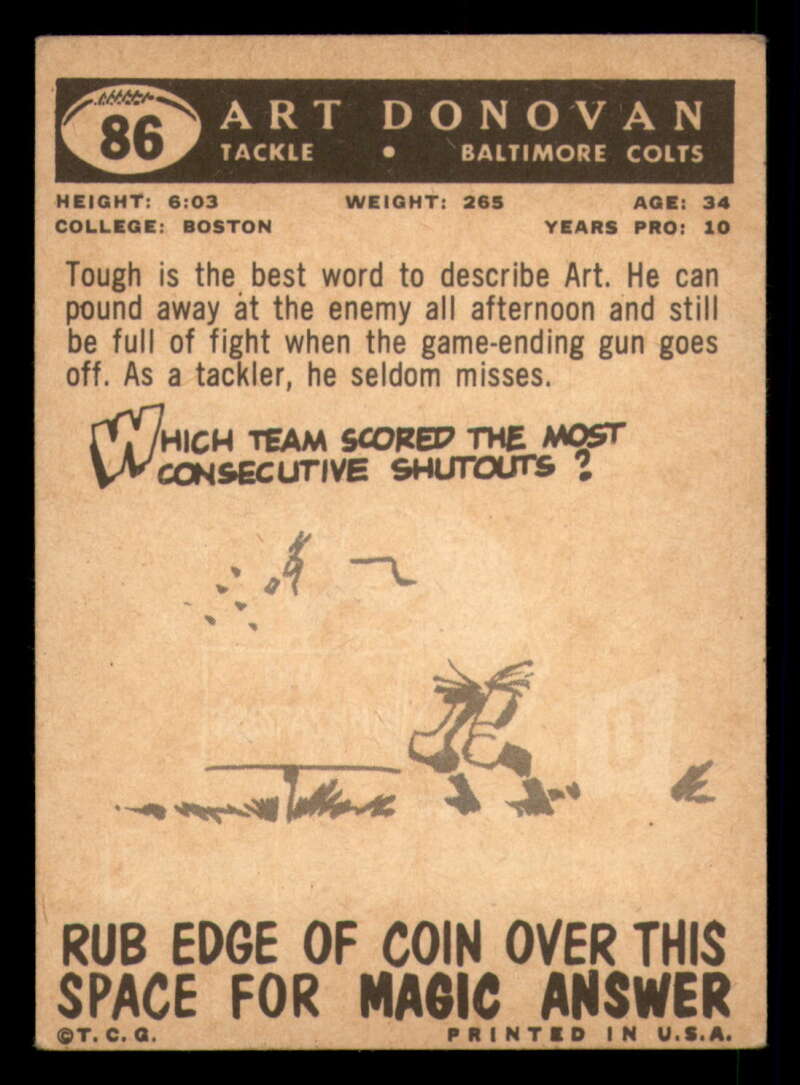 86
ART DONOVAN
TACKLE • BALTIMORE COLTS
HEIGHT: 6:03 WEIGHT: 265 AGE: 34
COLLEGE: BOSTON YEARS PRO: 10
Tough is the best word to describe Art. He can
pound away at the enemy all afternoon and still
be full of fight when the game-ending gun goes
off. As a tackler, he seldom misses.
WHICH TEAM SCORED THE MOST
CONSECUTIVE SHUTOUTS ?
RUB EDGE OF COIN OVER THIS
SPACE FOR MAGIC ANSWER
©T. C. G. PRINTED IN U.S.A.